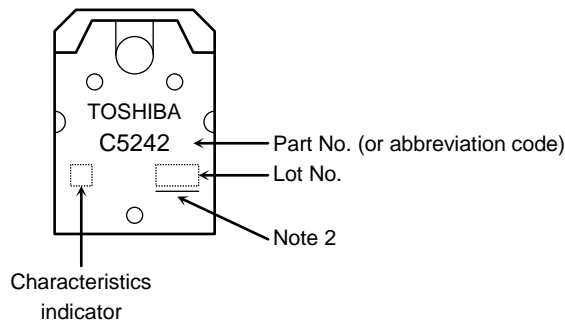 TOSHIBA
C5242
Part No. (or abbreviation code)
Lot No.
Note 2
Characteristics
indicator